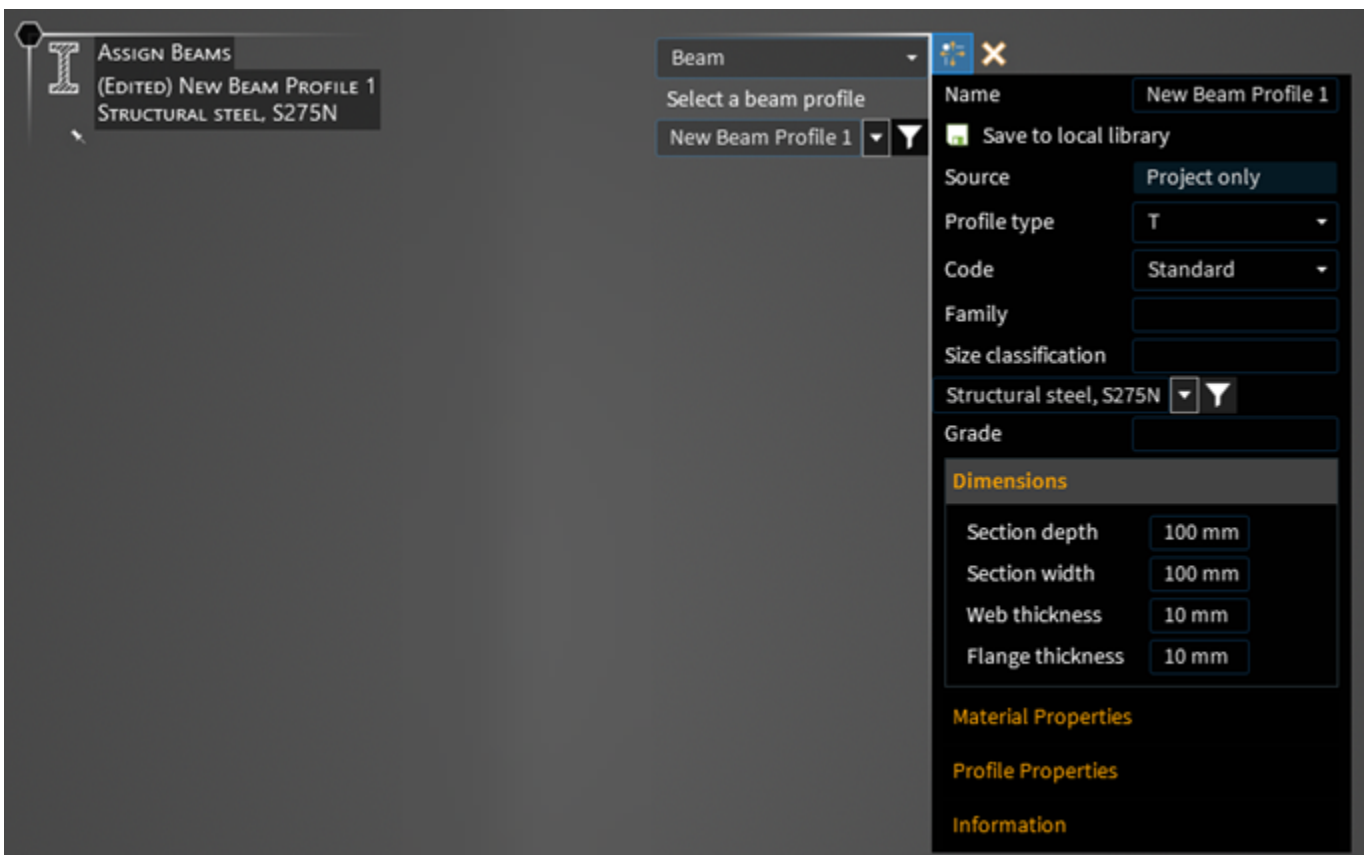 Assign Beams
(Edited) New Beam Profile 1
Structural steel, S275N
Beam
Select a beam profile
New Beam Profile 1
Name New Beam Profile 1
Save to local library
Source Project only
Profile type T
Code Standard
Family
Size classification
Structural steel, S275N
Grade
Dimensions
Section depth 100 mm
Section width 100 mm
Web thickness 10 mm
Flange thickness 10 mm
Material Properties
Profile Properties
Information